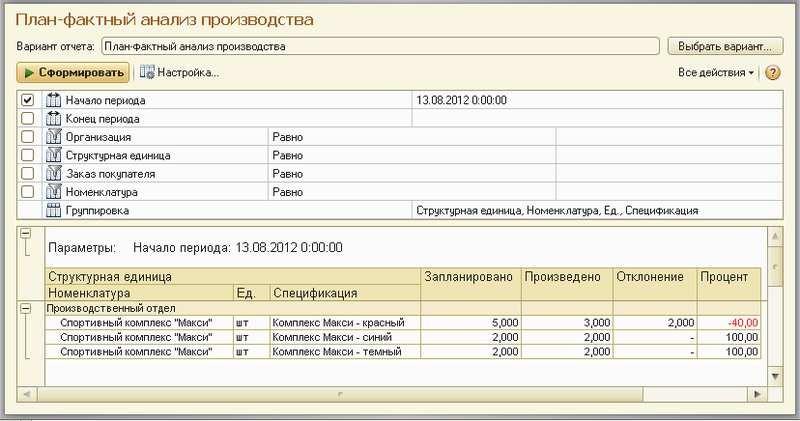 План-фактный анализ производства
Вариант отчета: План-фактный анализ производства Выбрать вариант...
Сформировать Настройка... Все действия ?
Начало периода 13.08.2012 0:00:00
Конец периода
Организация Равно
Структурная единица Равно
Заказ покупателя Равно
Номенклатура Равно
Группировка Структурная единица, Номенклатура, Ед., Спецификация
Параметры: Начало периода: 13.08.2012 0:00:00
Структурная единица Запланировано Произведено Отклонение Процент
Номенклатура Ед. Спецификация
Производственный отдел
Спортивный комплекс "Макси" шт Комплекс Макси - красный 5,000 3,000 2,000 -40,00
Спортивный комплекс "Макси" шт Комплекс Макси - синий 2,000 2,000 - 100,00
Спортивный комплекс "Макси" шт Комплекс Макси - темный 2,000 2,000 - 100,00